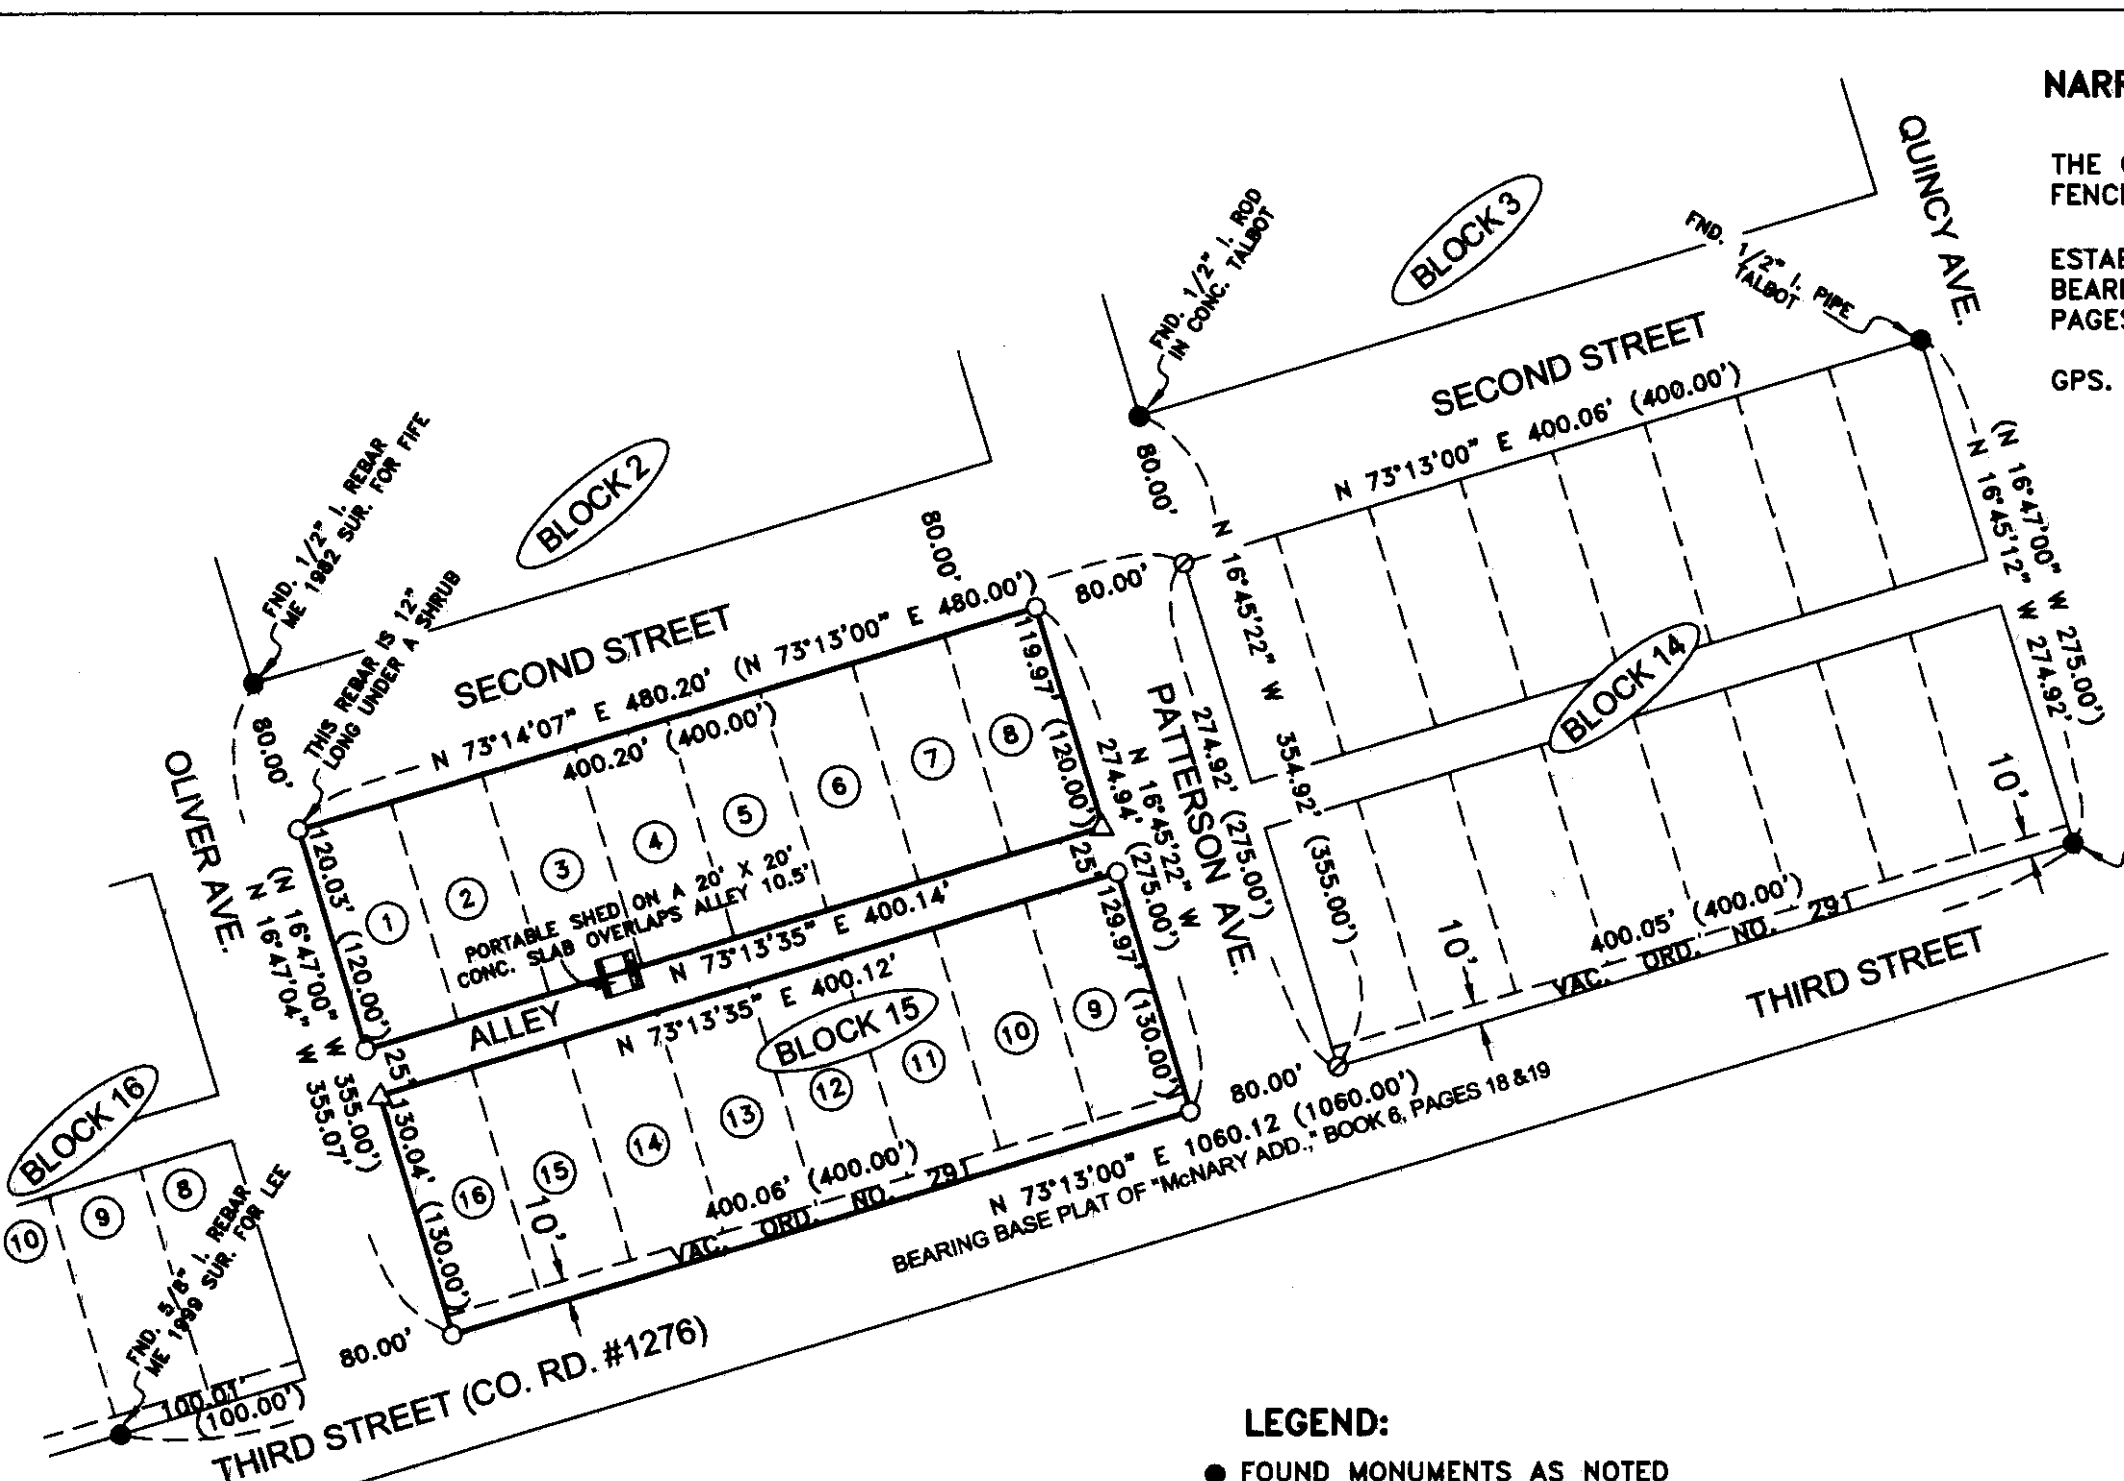 NARR
THE
FENC
ESTAB
BEARI
PAGES
GPS.
QUINCY AVE.
BLOCK 3
FND. 1/2" I. ROD
IN CONC. TALBOT
FND. 1/2" I. PIPE
TALBOT
SECOND STREET
N 73°13'00" E 400.06' (400.00')
80.00'
N 16°45'22" W 354.92' (355.00')
(N 16°47'00" W 275.00')
N 16°45'12" W 274.92'
BLOCK 2
FND. 1/2" I. REBAR
ME 1982 SUR. FOR FIFE
THIS REBAR IS 12"
LONG UNDER A SHRUB
80.00'
80.00'
80.00'
SECOND STREET
N 73°14'07" E 480.20' (N 73°13'00" E 480.00')
400.20' (400.00')
119.97' (120.00')
N 16°45'22" W
274.94' (275.00')
PATTERSON AVE.
274.92' (275.00')
BLOCK 14
10'
10'
400.05' (400.00')
VAC. ORD. NO. 291
THIRD STREET
OLIVER AVE.
120.03' (120.00')
(N 16°47'00" W 355.00')
N 16°47'04" W 355.07'
1
2
3
4
5
6
7
8
PORTABLE SHED ON A 20' X 20'
CONC. SLAB OVERLAPS ALLEY 10.5'
N 73°13'35" E 400.14'
25'
ALLEY
25'
N 73°13'35" E 400.12'
BLOCK 15
129.97' (130.00')
130.04' (130.00')
16
15
14
13
12
11
10
9
10'
400.06' (400.00')
VAC. ORD. NO. 291
80.00'
N 73°13'00" E 1060.12 (1060.00')
BEARING BASE PLAT OF "McNARY ADD.," BOOK 6, PAGES 18 &19
BLOCK 16
10
9
8
FND. 5/8" I. REBAR
ME 1999 SUR. FOR LEE
100.01'
(100.00')
80.00'
THIRD STREET (CO. RD. #1276)
LEGEND:
FOUND MONUMENTS AS NOTED